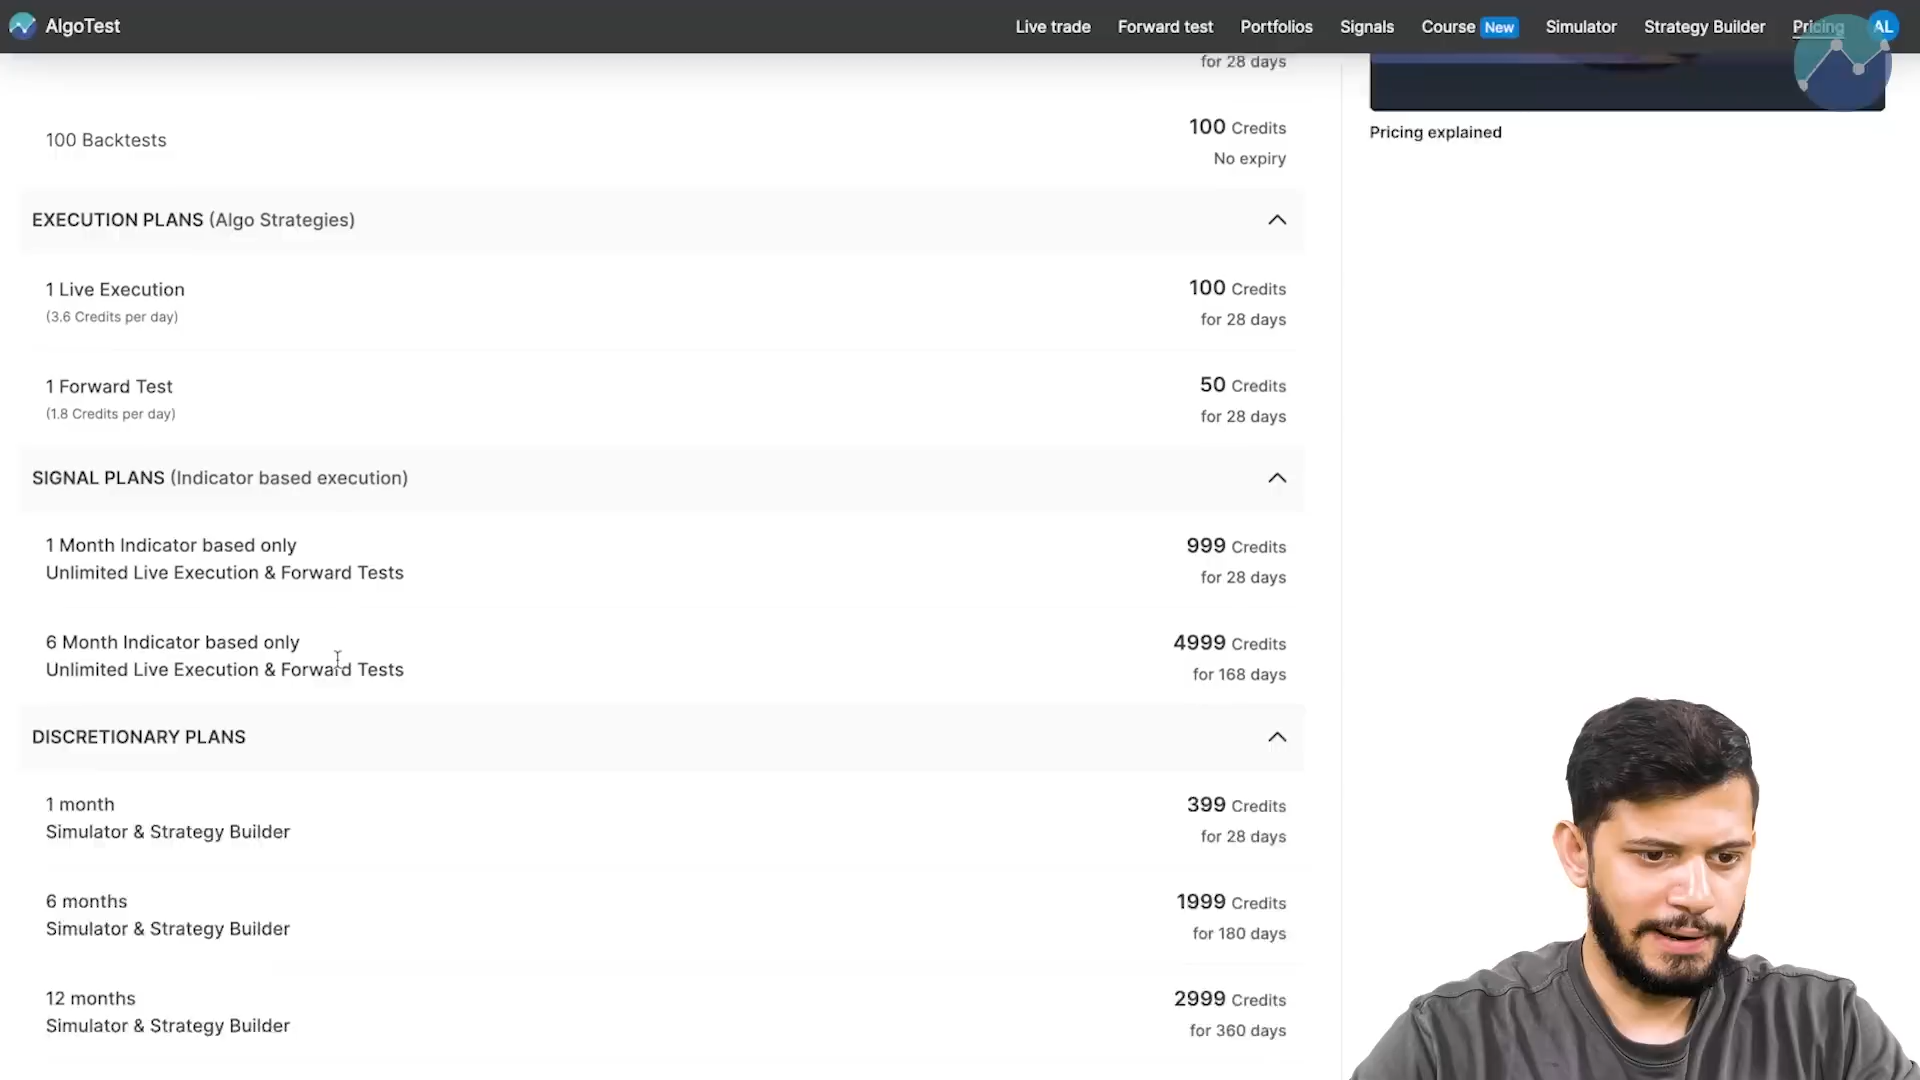 AlgoTest
Live trade Forward test Portfolios Signals Course New Simulator Strategy Builder Pricing AL
for 28 days
100 Backtests
100 Credits
No expiry
Pricing explained
EXECUTION PLANS (Algo Strategies)
1 Live Execution
(3.6 Credits per day)
100 Credits
for 28 days
1 Forward Test
(1.8 Credits per day)
50 Credits
for 28 days
SIGNAL PLANS (Indicator based execution)
1 Month Indicator based only
Unlimited Live Execution & Forward Tests
999 Credits
for 28 days
6 Month Indicator based only
Unlimited Live Execution & Forward Tests
4999 Credits
for 168 days
DISCRETIONARY PLANS
1 month
Simulator & Strategy Builder
399 Credits
for 28 days
6 months
Simulator & Strategy Builder
1999 Credits
for 180 days
12 months
Simulator & Strategy Builder
2999 Credits
for 360 days